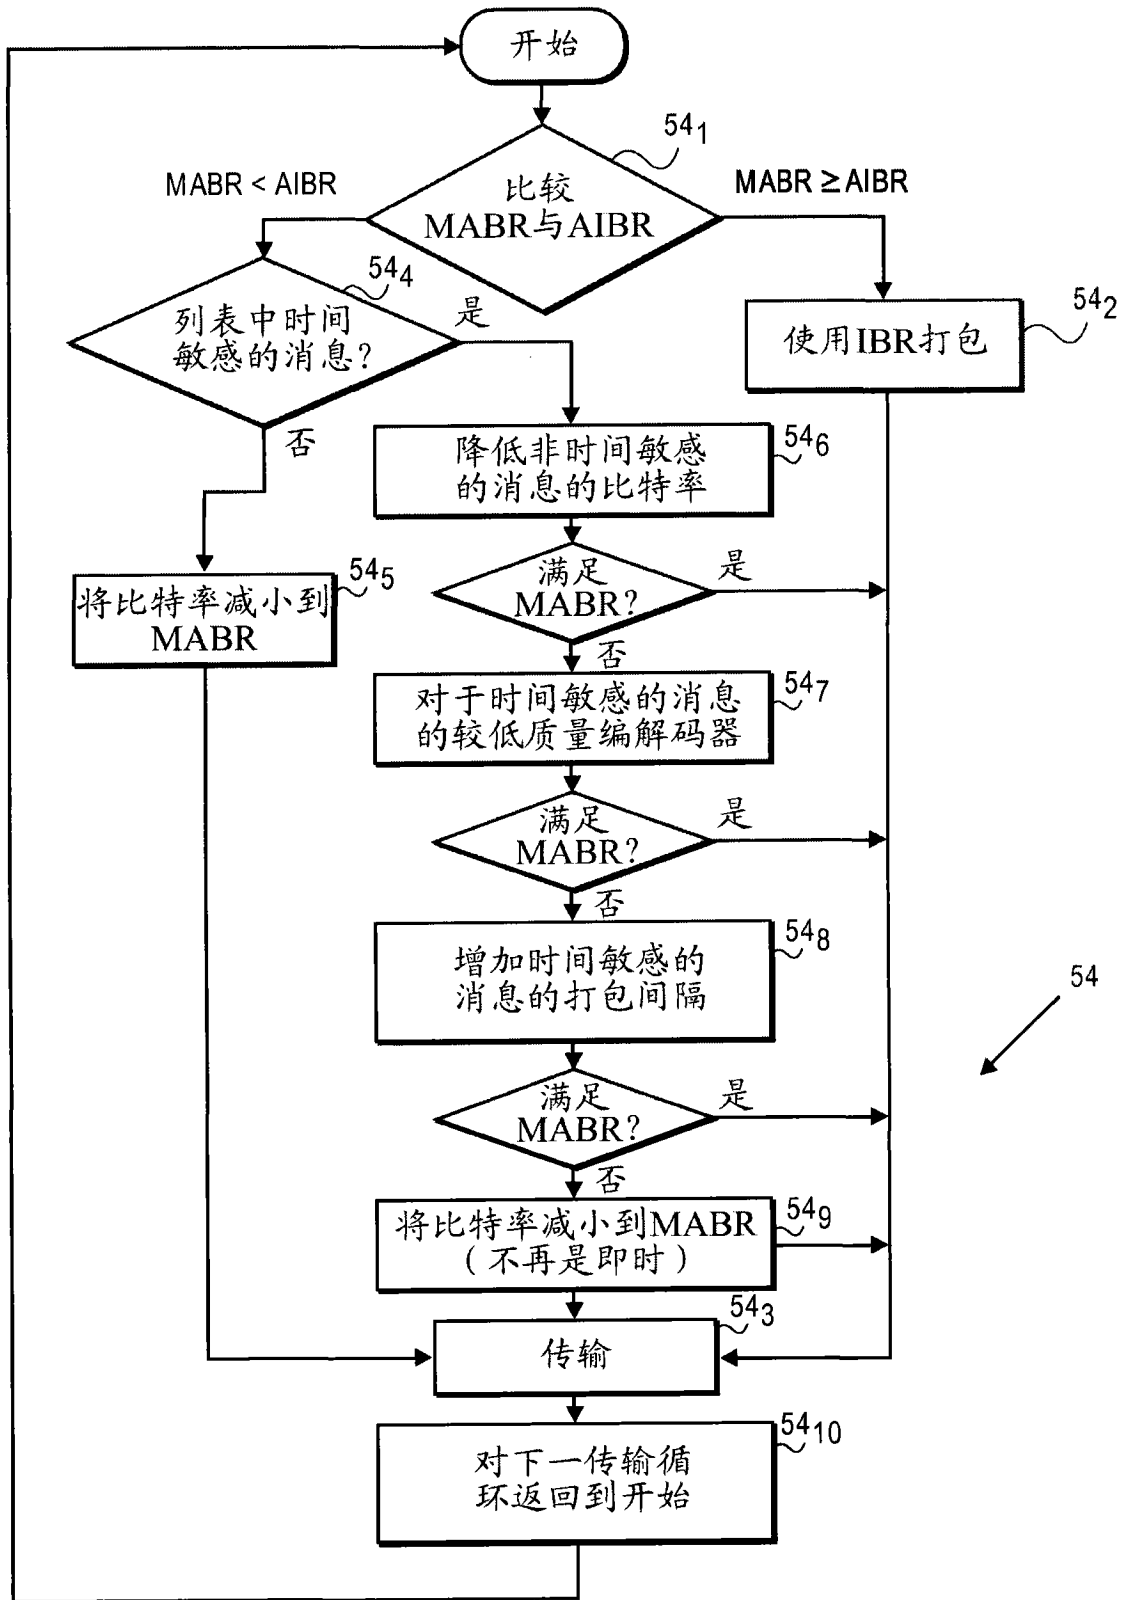 开始
54₁
MABR < AIBR
MABR ≥ AIBR
比较
MABR与AIBR
54₄
列表中时间
敏感的消息?
是
54₂
使用IBR打包
否
54₆
降低非时间敏感
的消息的比特率
54₅
将比特率减小到
MABR
满足
MABR?
是
否
54₇
对于时间敏感的消息
的较低质量编解码器
满足
MABR?
是
否
54₈
增加时间敏感的
消息的打包间隔
54
满足
MABR?
是
否
54₉
将比特率减小到MABR
(不再是即时)
54₃
传输
54₁₀
对下一传输循
环返回到开始